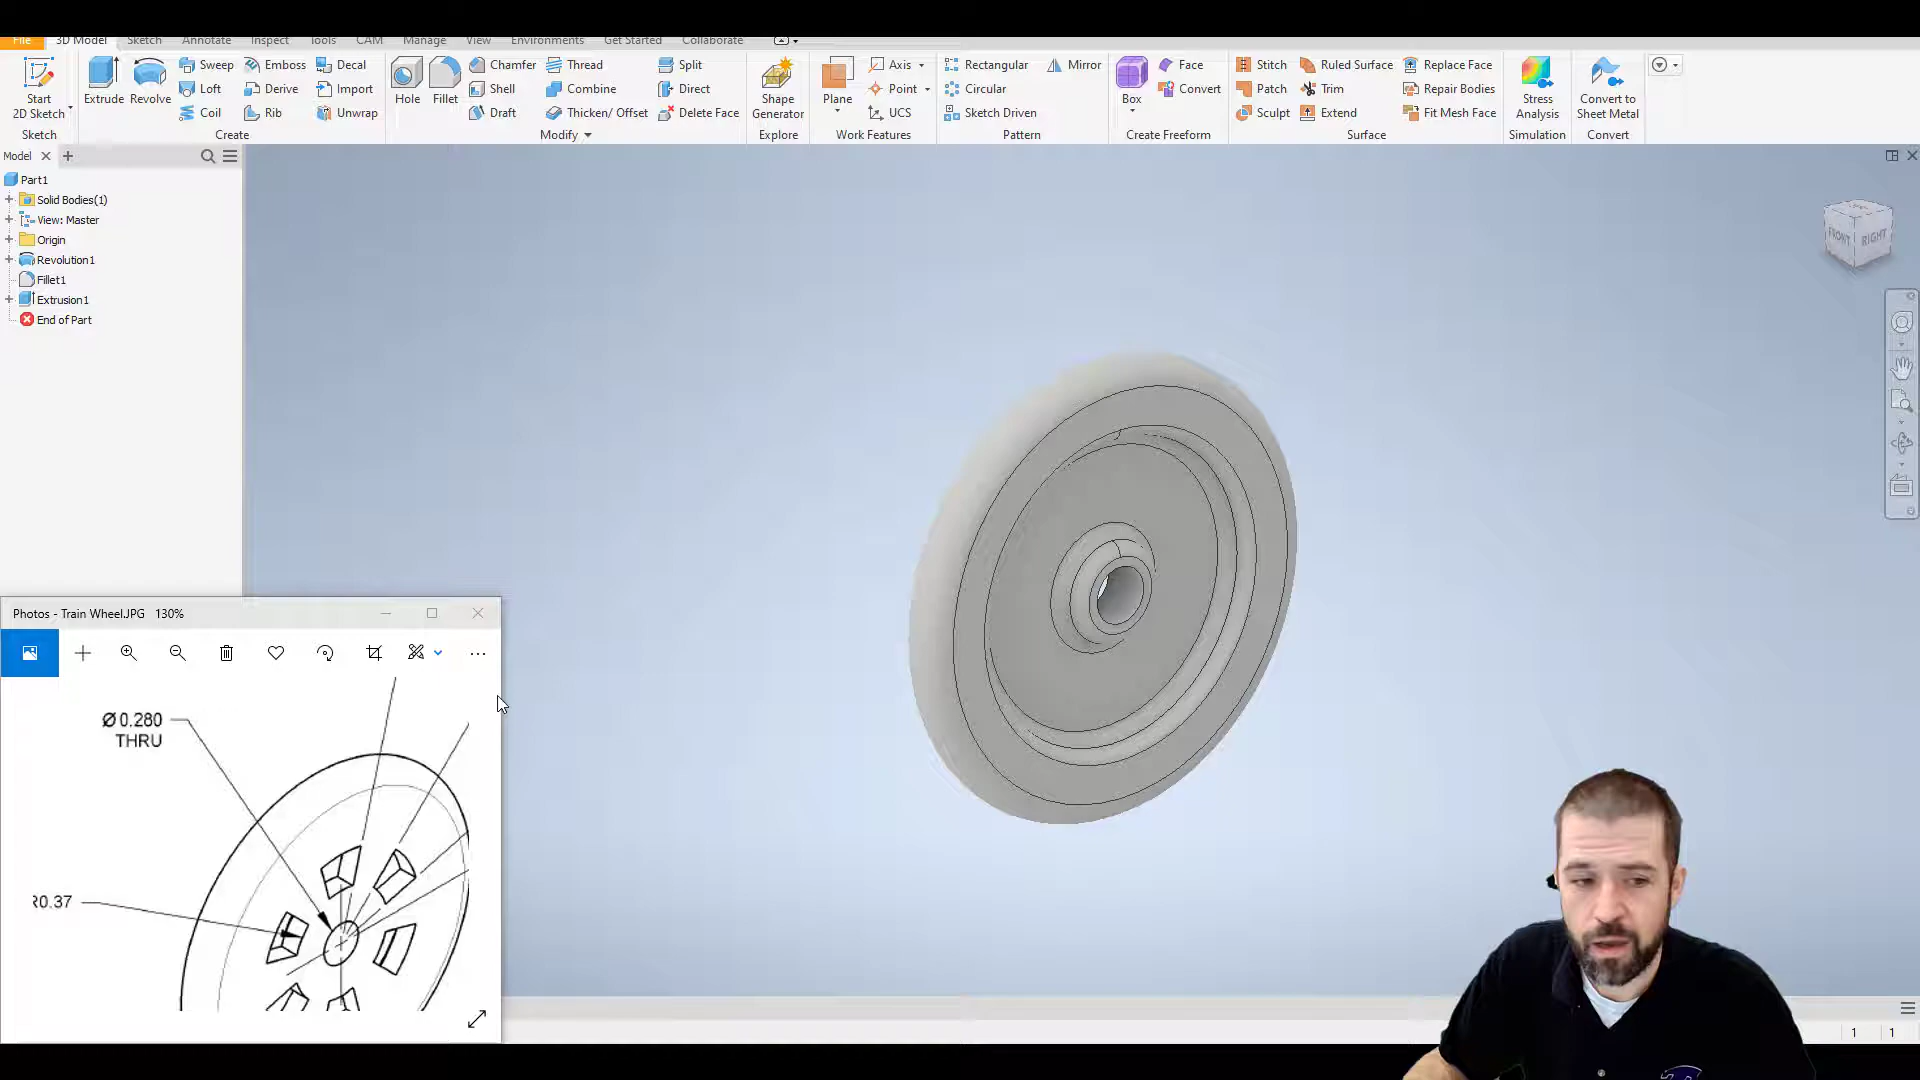 File 3D Model Sketch Annotate Inspect Tools CAM Manage View Environments Get Started Collaborate
Start
2D Sketch
Extrude
Revolve
Sweep
Loft
Coil
Emboss
Derive
Rib
Decal
Import
Unwrap
Hole
Fillet
Chamfer
Shell
Draft
Thread
Combine
Thicken/ Offset
Split
Direct
Delete Face
Shape
Generator
Plane
Axis
Point
UCS
Rectangular
Circular
Sketch Driven
Mirror
Box
Face
Convert
Stitch
Patch
Sculpt
Ruled Surface
Trim
Extend
Replace Face
Repair Bodies
Fit Mesh Face
Stress
Analysis
Convert to
Sheet Metal
Sketch Create Modify Explore Work Features Pattern Create Freeform Surface Simulation Convert
Model
Part1
Solid Bodies(1)
View: Master
Origin
Revolution1
Fillet1
Extrusion1
End of Part
FRONT RIGHT
Photos - Train Wheel.JPG 130%
Ø0.280
THRU
R0.37
1 1